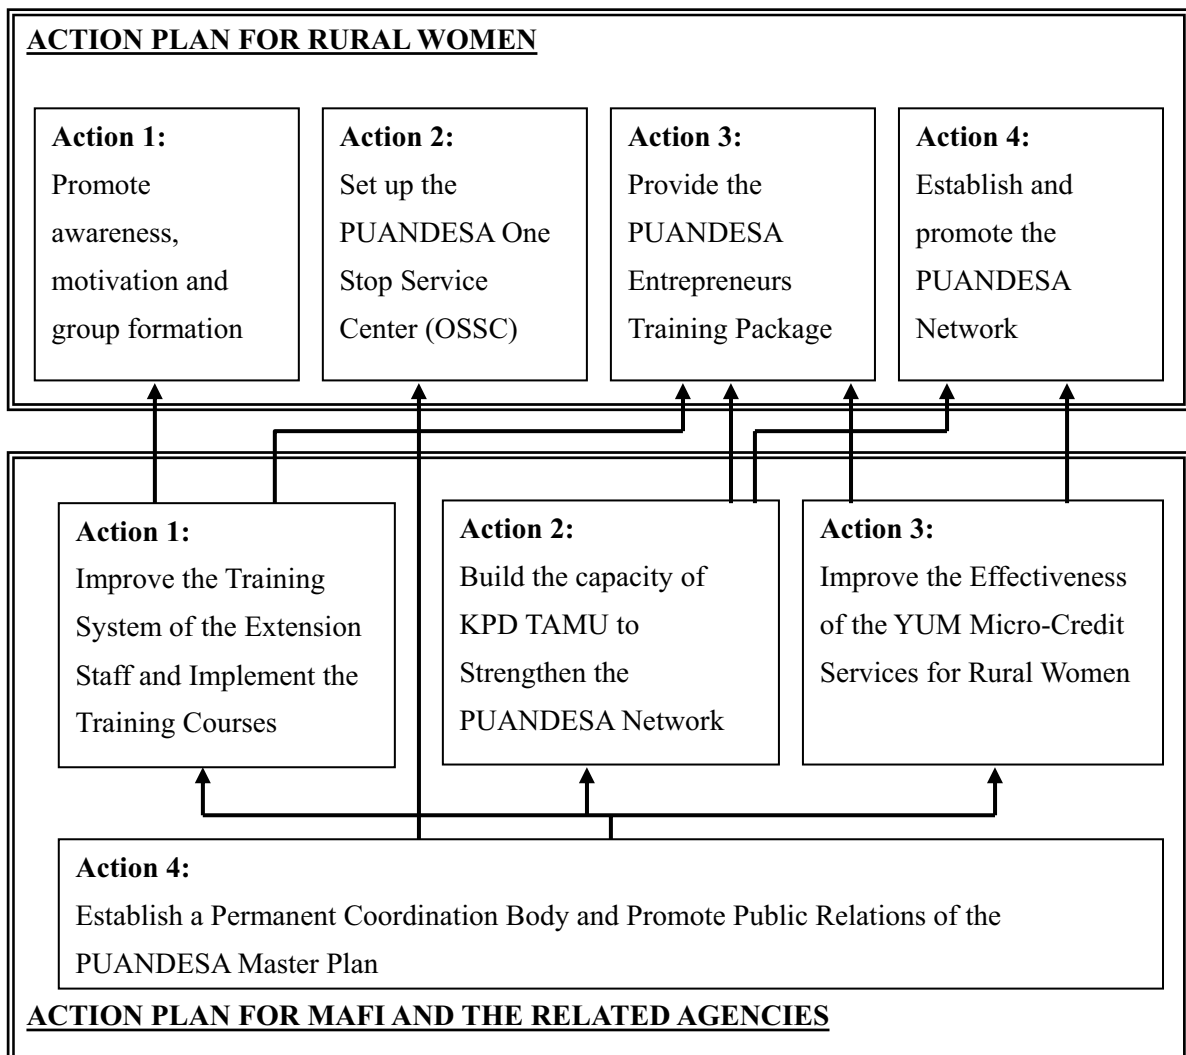 ACTION PLAN FOR RURAL WOMEN
Action 1:
Promote
awareness,
motivation and
group formation
Action 2:
Set up the
PUANDESA One
Stop Service
Center (OSSC)
Action 3:
Provide the
PUANDESA
Entrepreneurs
Training Package
Action 4:
Establish and
promote the
PUANDESA
Network
Action 1:
Improve the Training
System of the Extension
Staff and Implement the
Training Courses
Action 2:
Build the capacity of
KPD TAMU to
Strengthen the
PUANDESA Network
Action 3:
Improve the Effectiveness
of the YUM Micro-Credit
Services for Rural Women
Action 4:
Establish a Permanent Coordination Body and Promote Public Relations of the
PUANDESA Master Plan
ACTION PLAN FOR MAFI AND THE RELATED AGENCIES